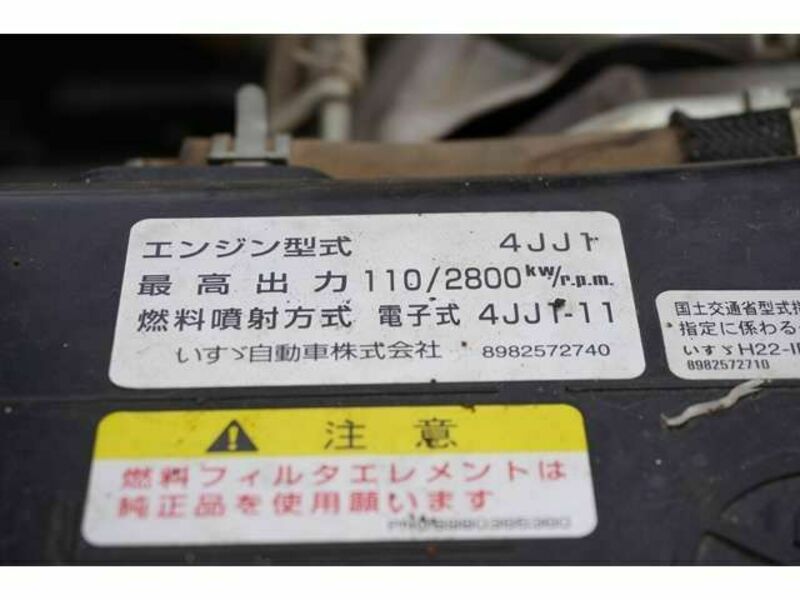 エンジン型式 4JJ1
最高出力 110/2800kw/r.p.m.
燃料噴射方式 電子式 4JJ1-11
いすゞ自動車株式会社 8982572740
国土交通省型式指
指定に係わる
いすゞH22-I
8982572710
注意
燃料フィルタエレメントは
純正品を使用願います